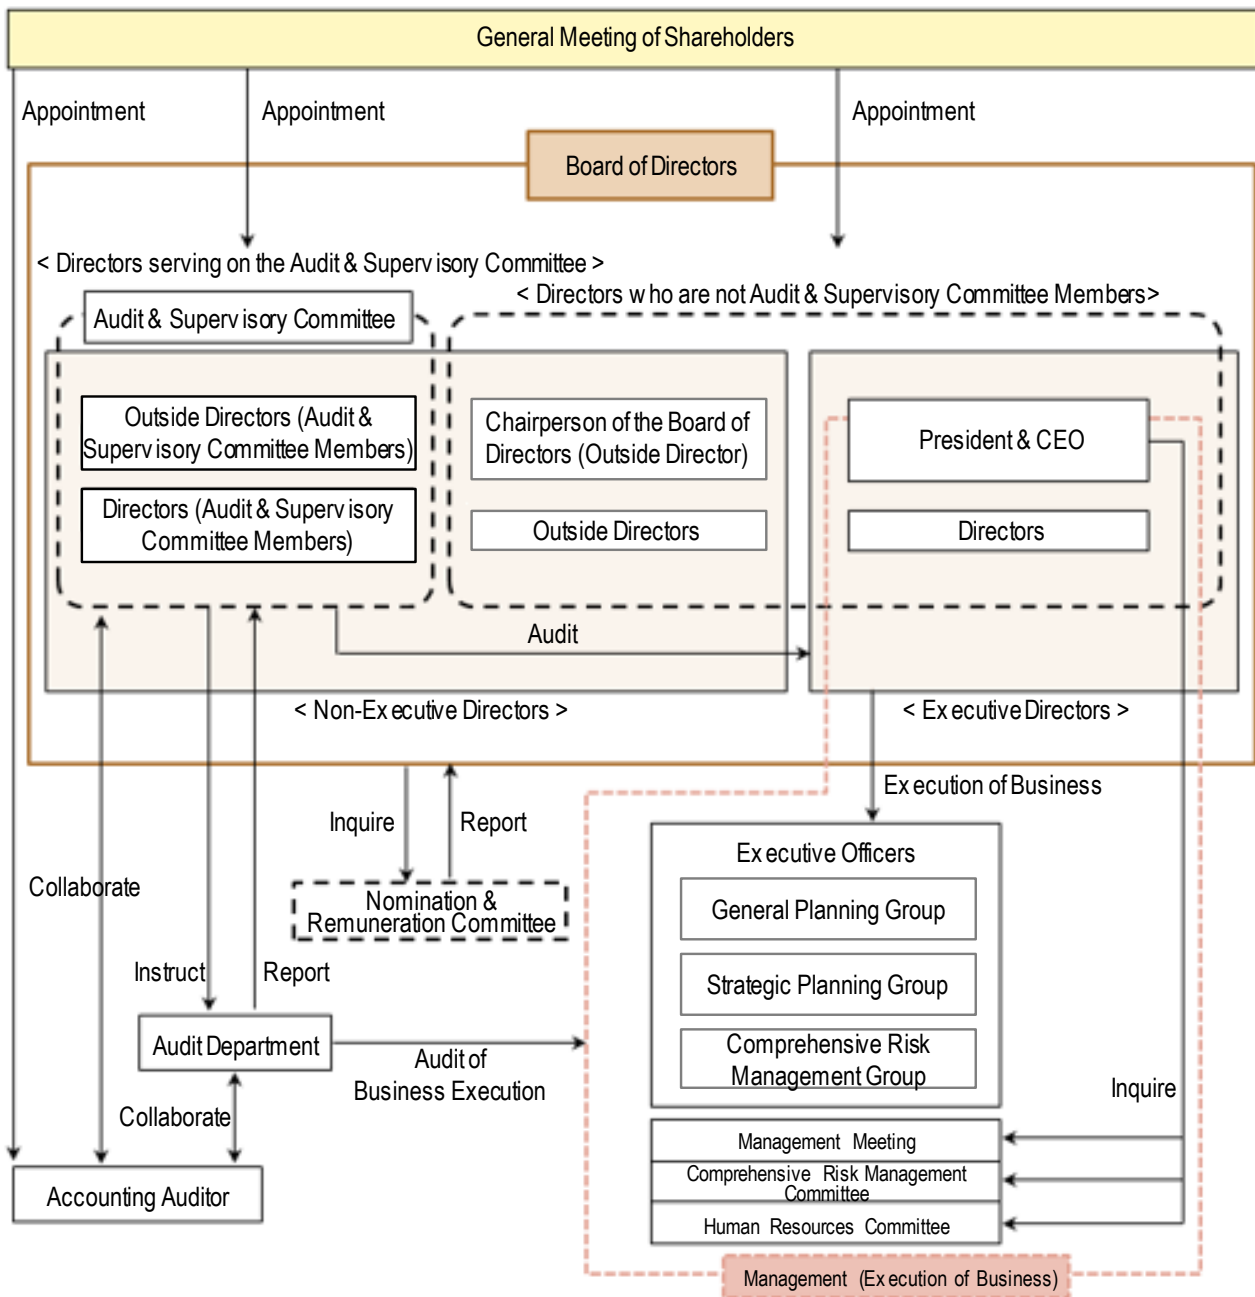 General Meeting of Shareholders
Appointment
Appointment
Appointment
Board of Directors
< Directors serving on the Audit & Supervisory Committee >
< Directors who are not Audit & Supervisory Committee Members>
Audit & Supervisory Committee
Outside Directors (Audit &
Supervisory Committee Members)
Directors (Audit & Supervisory
Committee Members)
Chairperson of the Board of
Directors (Outside Director)
Outside Directors
President & CEO
Directors
Audit
< Non-Executive Directors >
< Executive Directors >
Execution of Business
Inquire
Report
Nomination &
Remuneration Committee
Collaborate
Instruct
Report
Audit Department
Audit of
Business Execution
Collaborate
Accounting Auditor
Executive Officers
General Planning Group
Strategic Planning Group
Comprehensive Risk
Management Group
Inquire
Management Meeting
Comprehensive Risk Management
Committee
Human Resources Committee
Management (Execution of Business)